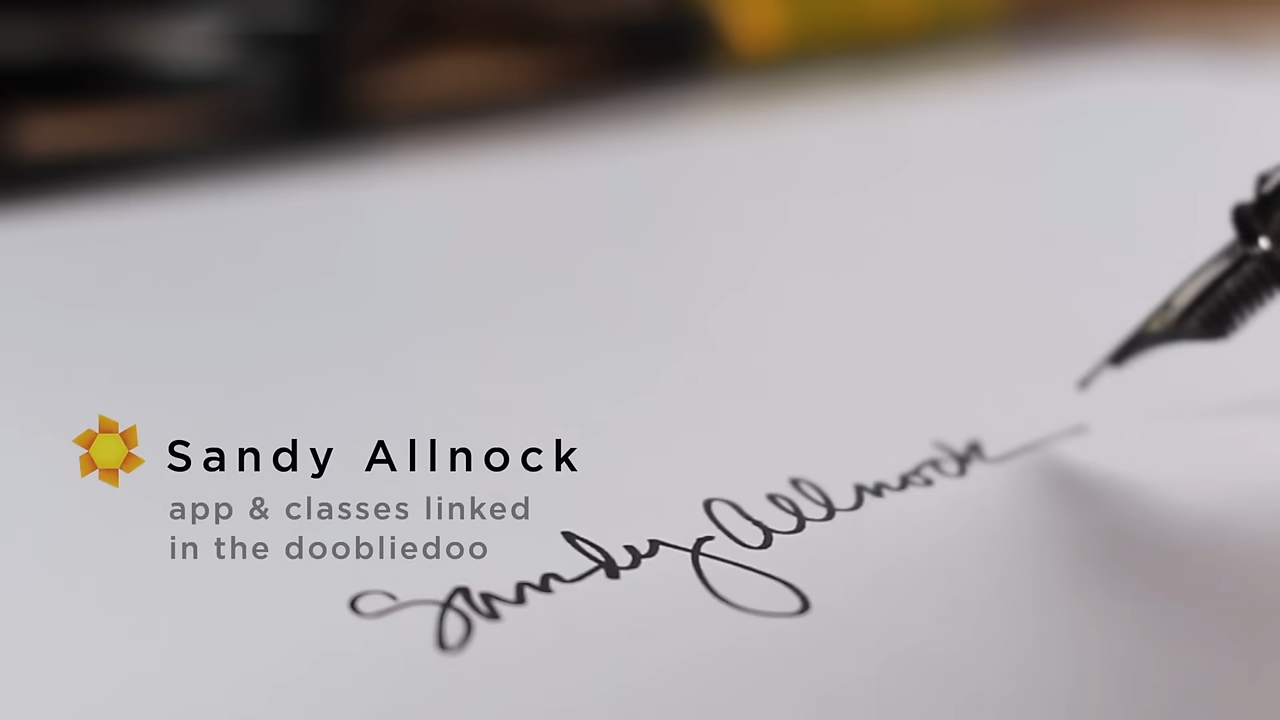 Sandy Allnock
app & classes linked
in the doobliedoo
Sandy Allnock